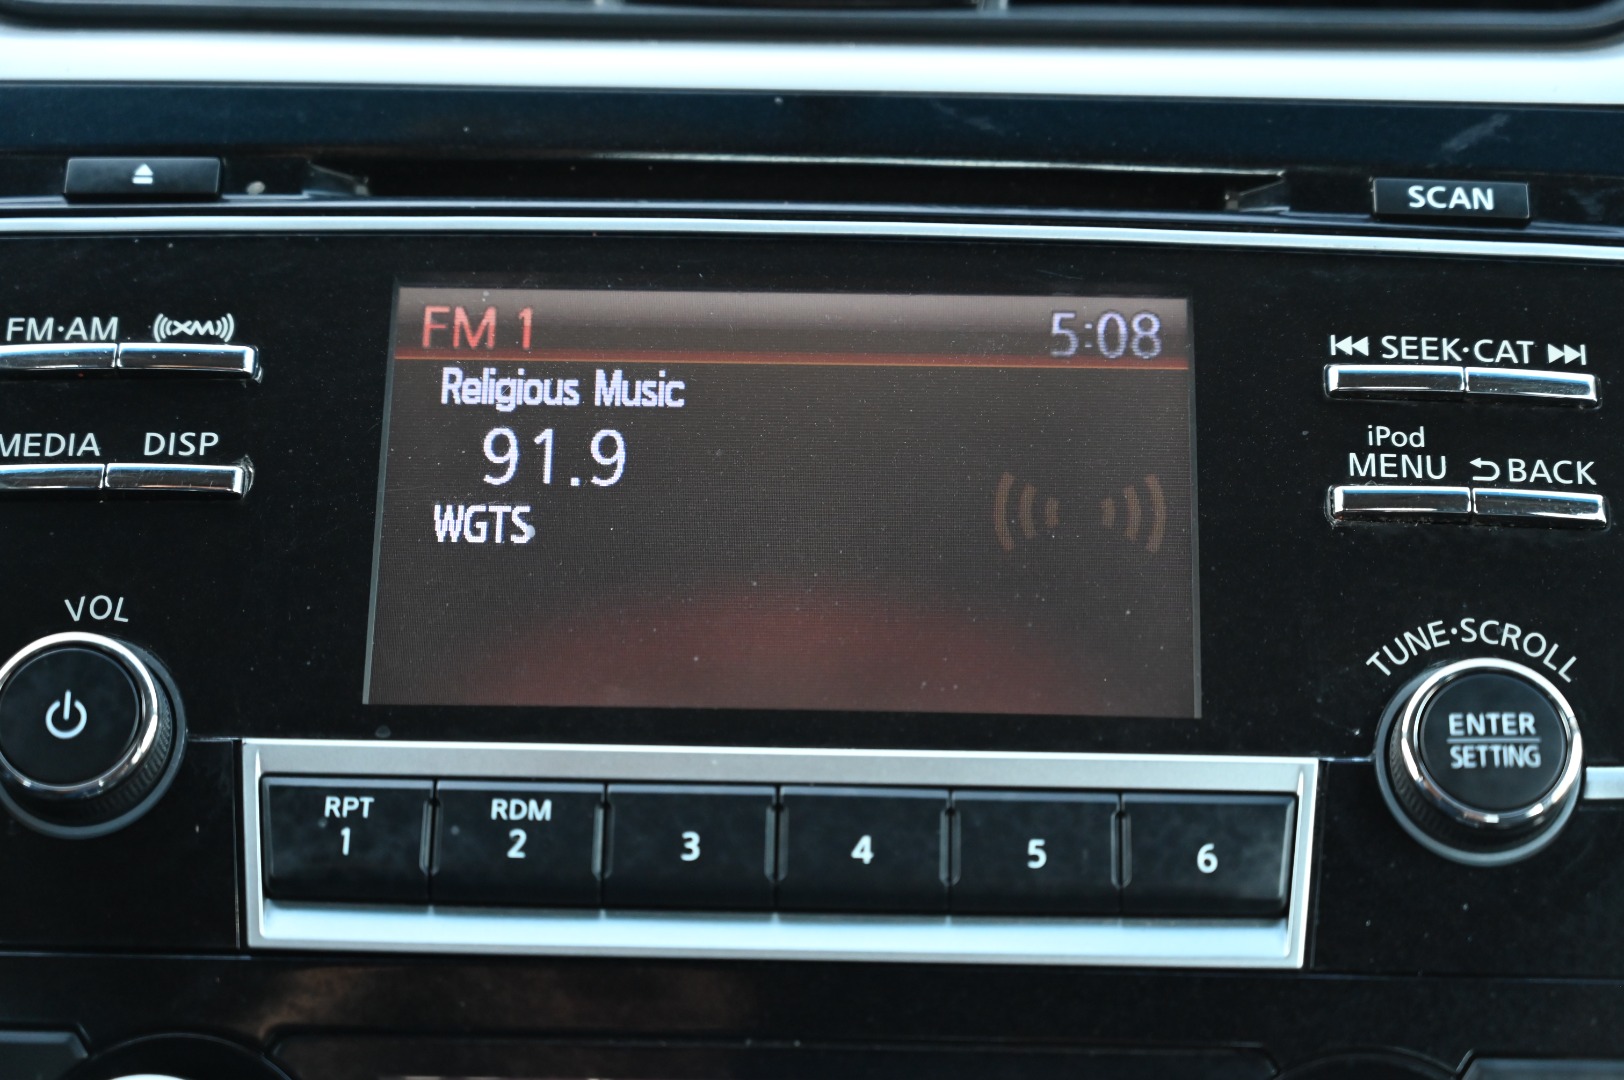 SCAN
FM·AM XM
SEEK·CAT
MEDIA DISP
iPod
MENU BACK
FM 1 5:08
Religious Music
91.9
WGTS
VOL
TUNE·SCROLL
ENTER
SETTING
RPT RDM
1 2 3 4 5 6